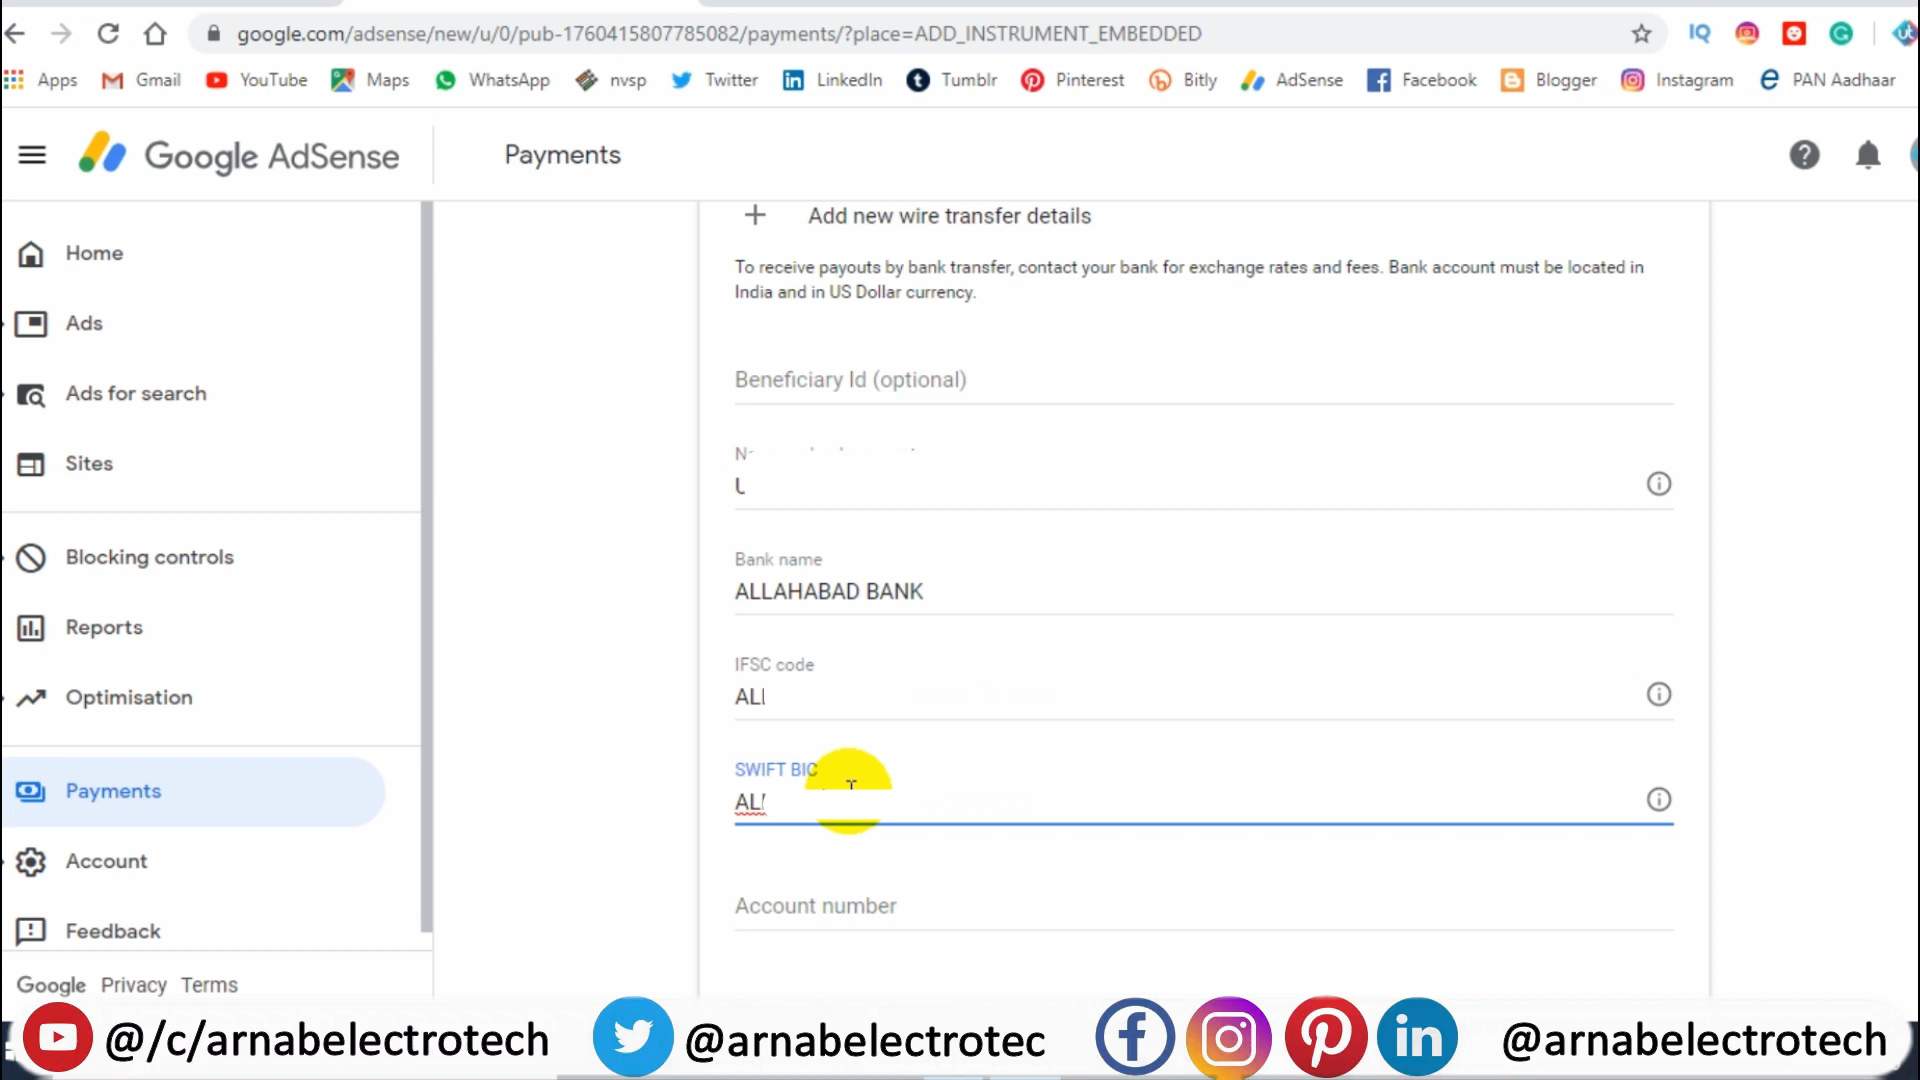 google.com/adsense/new/u/0/pub-1760415807785082/payments/?place=ADD_INSTRUMENT_EMBEDDED
IQ
Apps Gmail YouTube Maps WhatsApp nvsp Twitter LinkedIn Tumblr Pinterest Bitly AdSense Facebook Blogger Instagram PAN Aadhaar
Google AdSense
Payments
Home
Ads
Ads for search
Sites
Blocking controls
Reports
Optimisation
Payments
Account
Feedback
Google Privacy Terms
Add new wire transfer details
To receive payouts by bank transfer, contact your bank for exchange rates and fees. Bank account must be located in
India and in US Dollar currency.
Beneficiary Id (optional)
Bank name
ALLAHABAD BANK
IFSC code
SWIFT BIC
Account number
@/c/arnabelectrotech @arnabelectrotec @arnabelectrotech